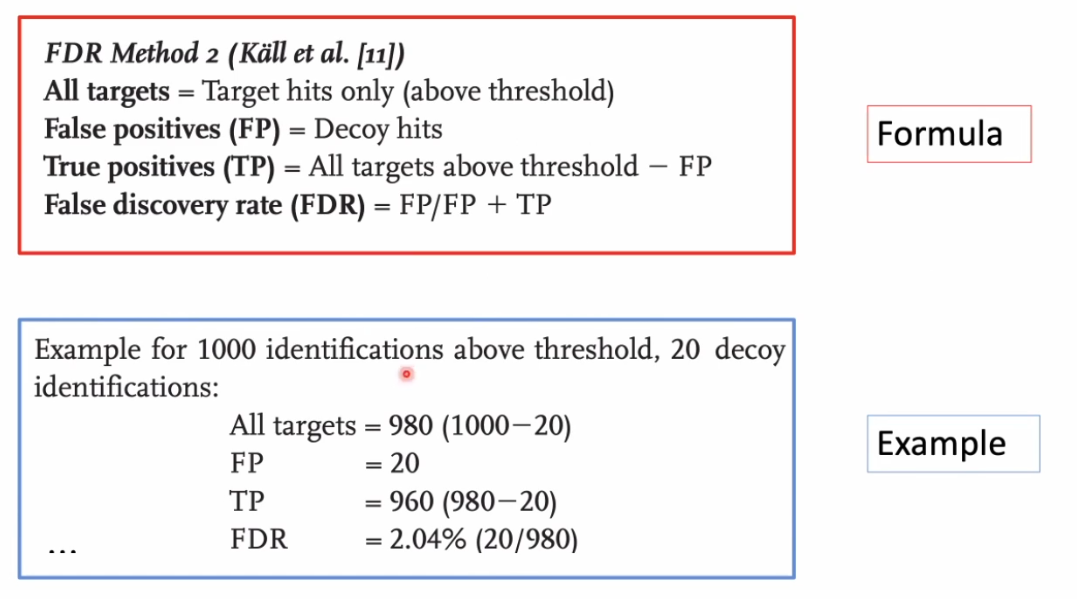 FDR Method 2 (Käll et al. [11])
All targets = Target hits only (above threshold)
False positives (FP) = Decoy hits
True positives (TP) = All targets above threshold − FP
False discovery rate (FDR) = FP/FP + TP
Formula
Example for 1000 identifications above threshold, 20 decoy
identifications:
All targets = 980 (1000−20)
FP = 20
TP = 960 (980−20)
FDR = 2.04% (20/980)
...
Example